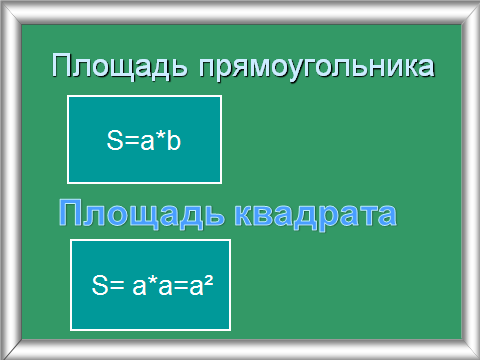 Площадь прямоугольника
S=a*b
Площадь квадрата
S= a*a=a²